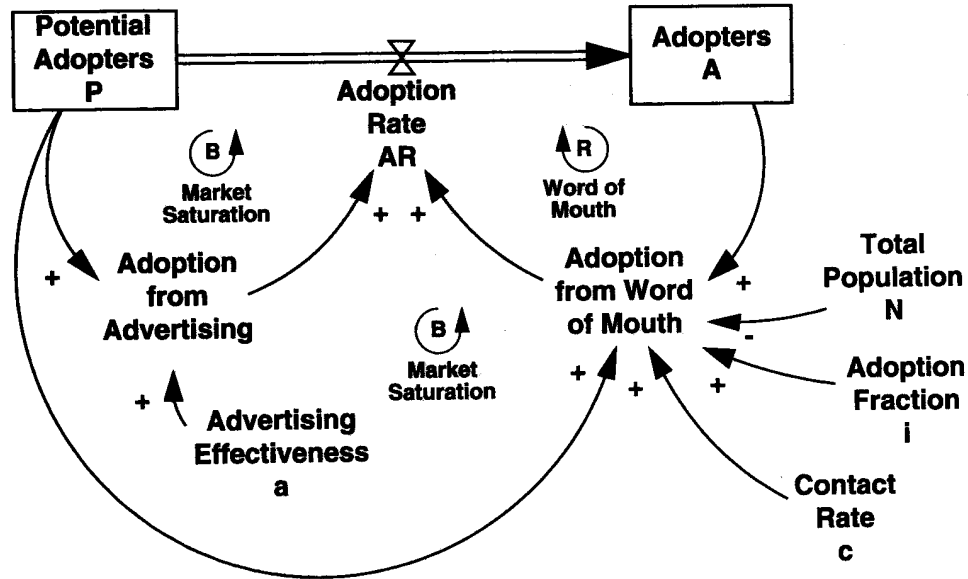 Potential
Adopters
P
Adopters
A
Adoption
Rate
AR
B
Market
Saturation
R
Word of
Mouth
+ +
+
Adoption
from
Advertising
Adoption
from Word
of Mouth
+
Total
Population
N
-
B
Market
Saturation
+
+
+
Adoption
Fraction
i
+
Advertising
Effectiveness
a
Contact
Rate
c